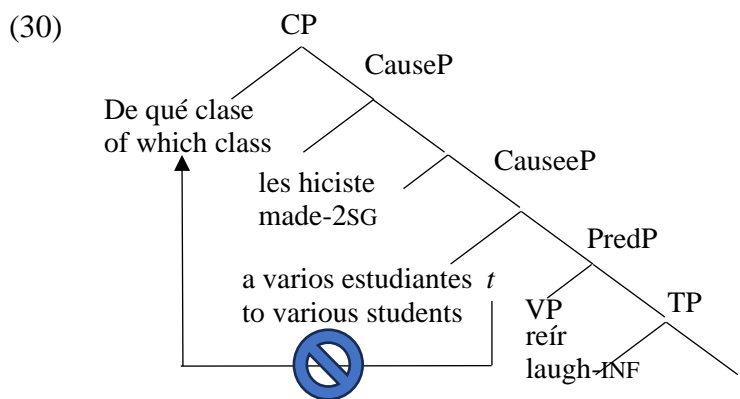 (30)
CP
CauseP
De qué clase
of which class
CauseeP
les hiciste
made-2SG
PredP
a varios estudiantes t
to various students
VP
TP
reír
laugh-INF